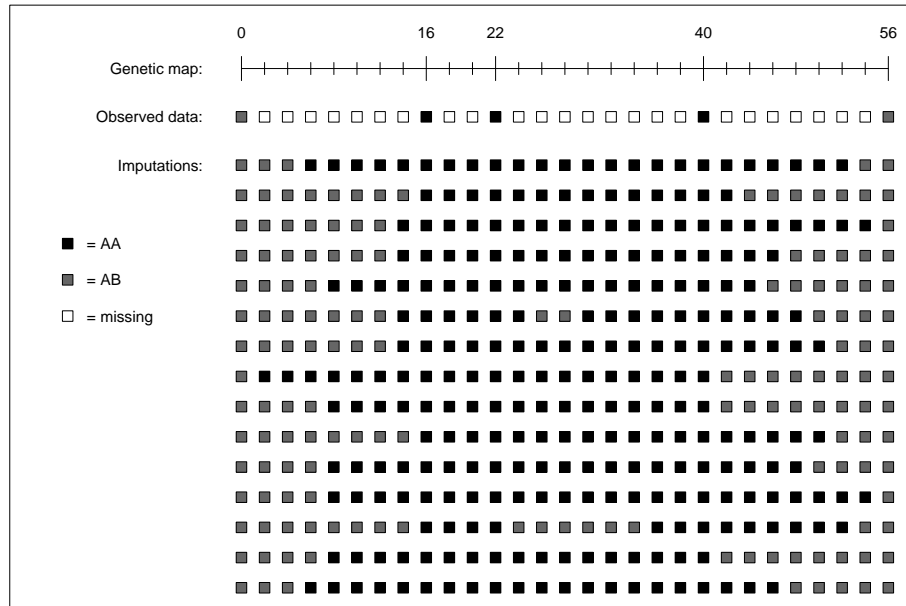 0 16 22 40 56
Genetic map:
Observed data:
Imputations:
= AA
= AB
= missing